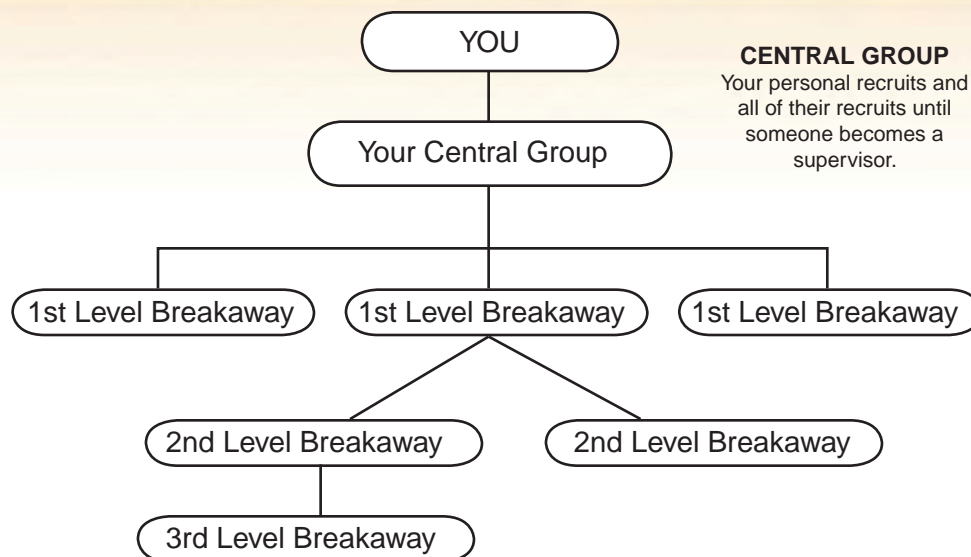 YOU
CENTRAL GROUP
Your personal recruits and
all of their recruits until
someone becomes a
supervisor.
Your Central Group
1st Level Breakaway
1st Level Breakaway
1st Level Breakaway
2nd Level Breakaway
2nd Level Breakaway
3rd Level Breakaway